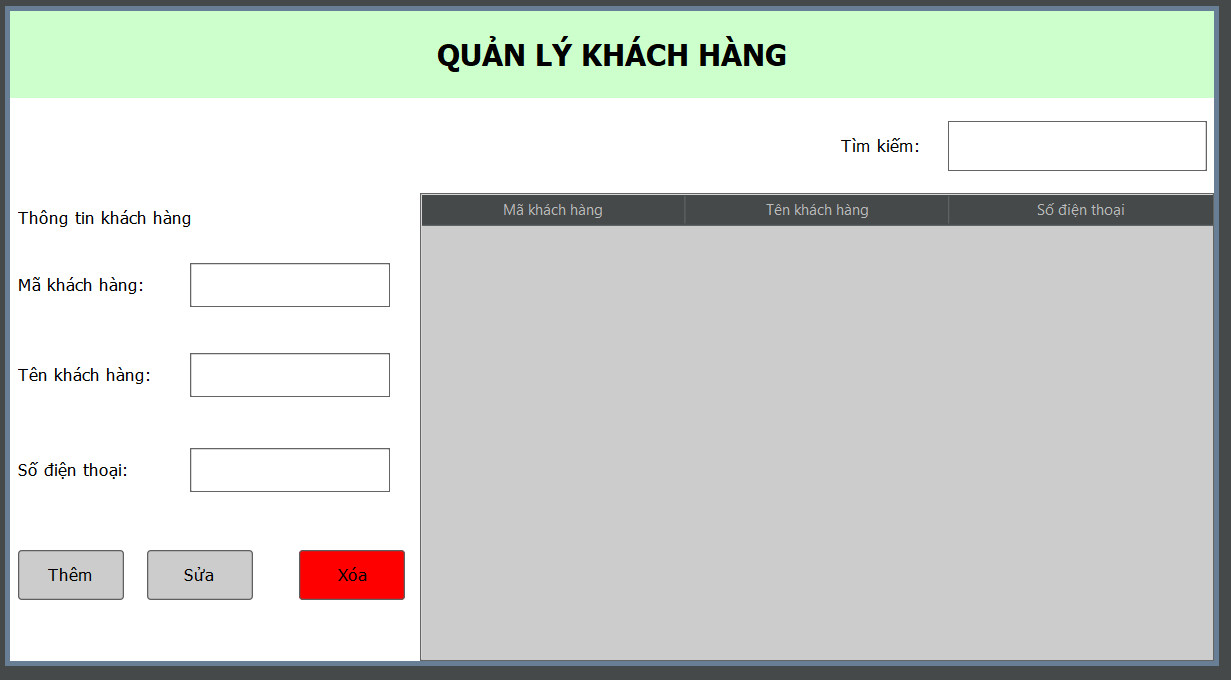 QUẢN LÝ KHÁCH HÀNG
Tìm kiếm:
Thông tin khách hàng
Mã khách hàng:
Tên khách hàng:
Số điện thoại:
Thêm Sửa Xóa
Mã khách hàng Tên khách hàng Số điện thoại